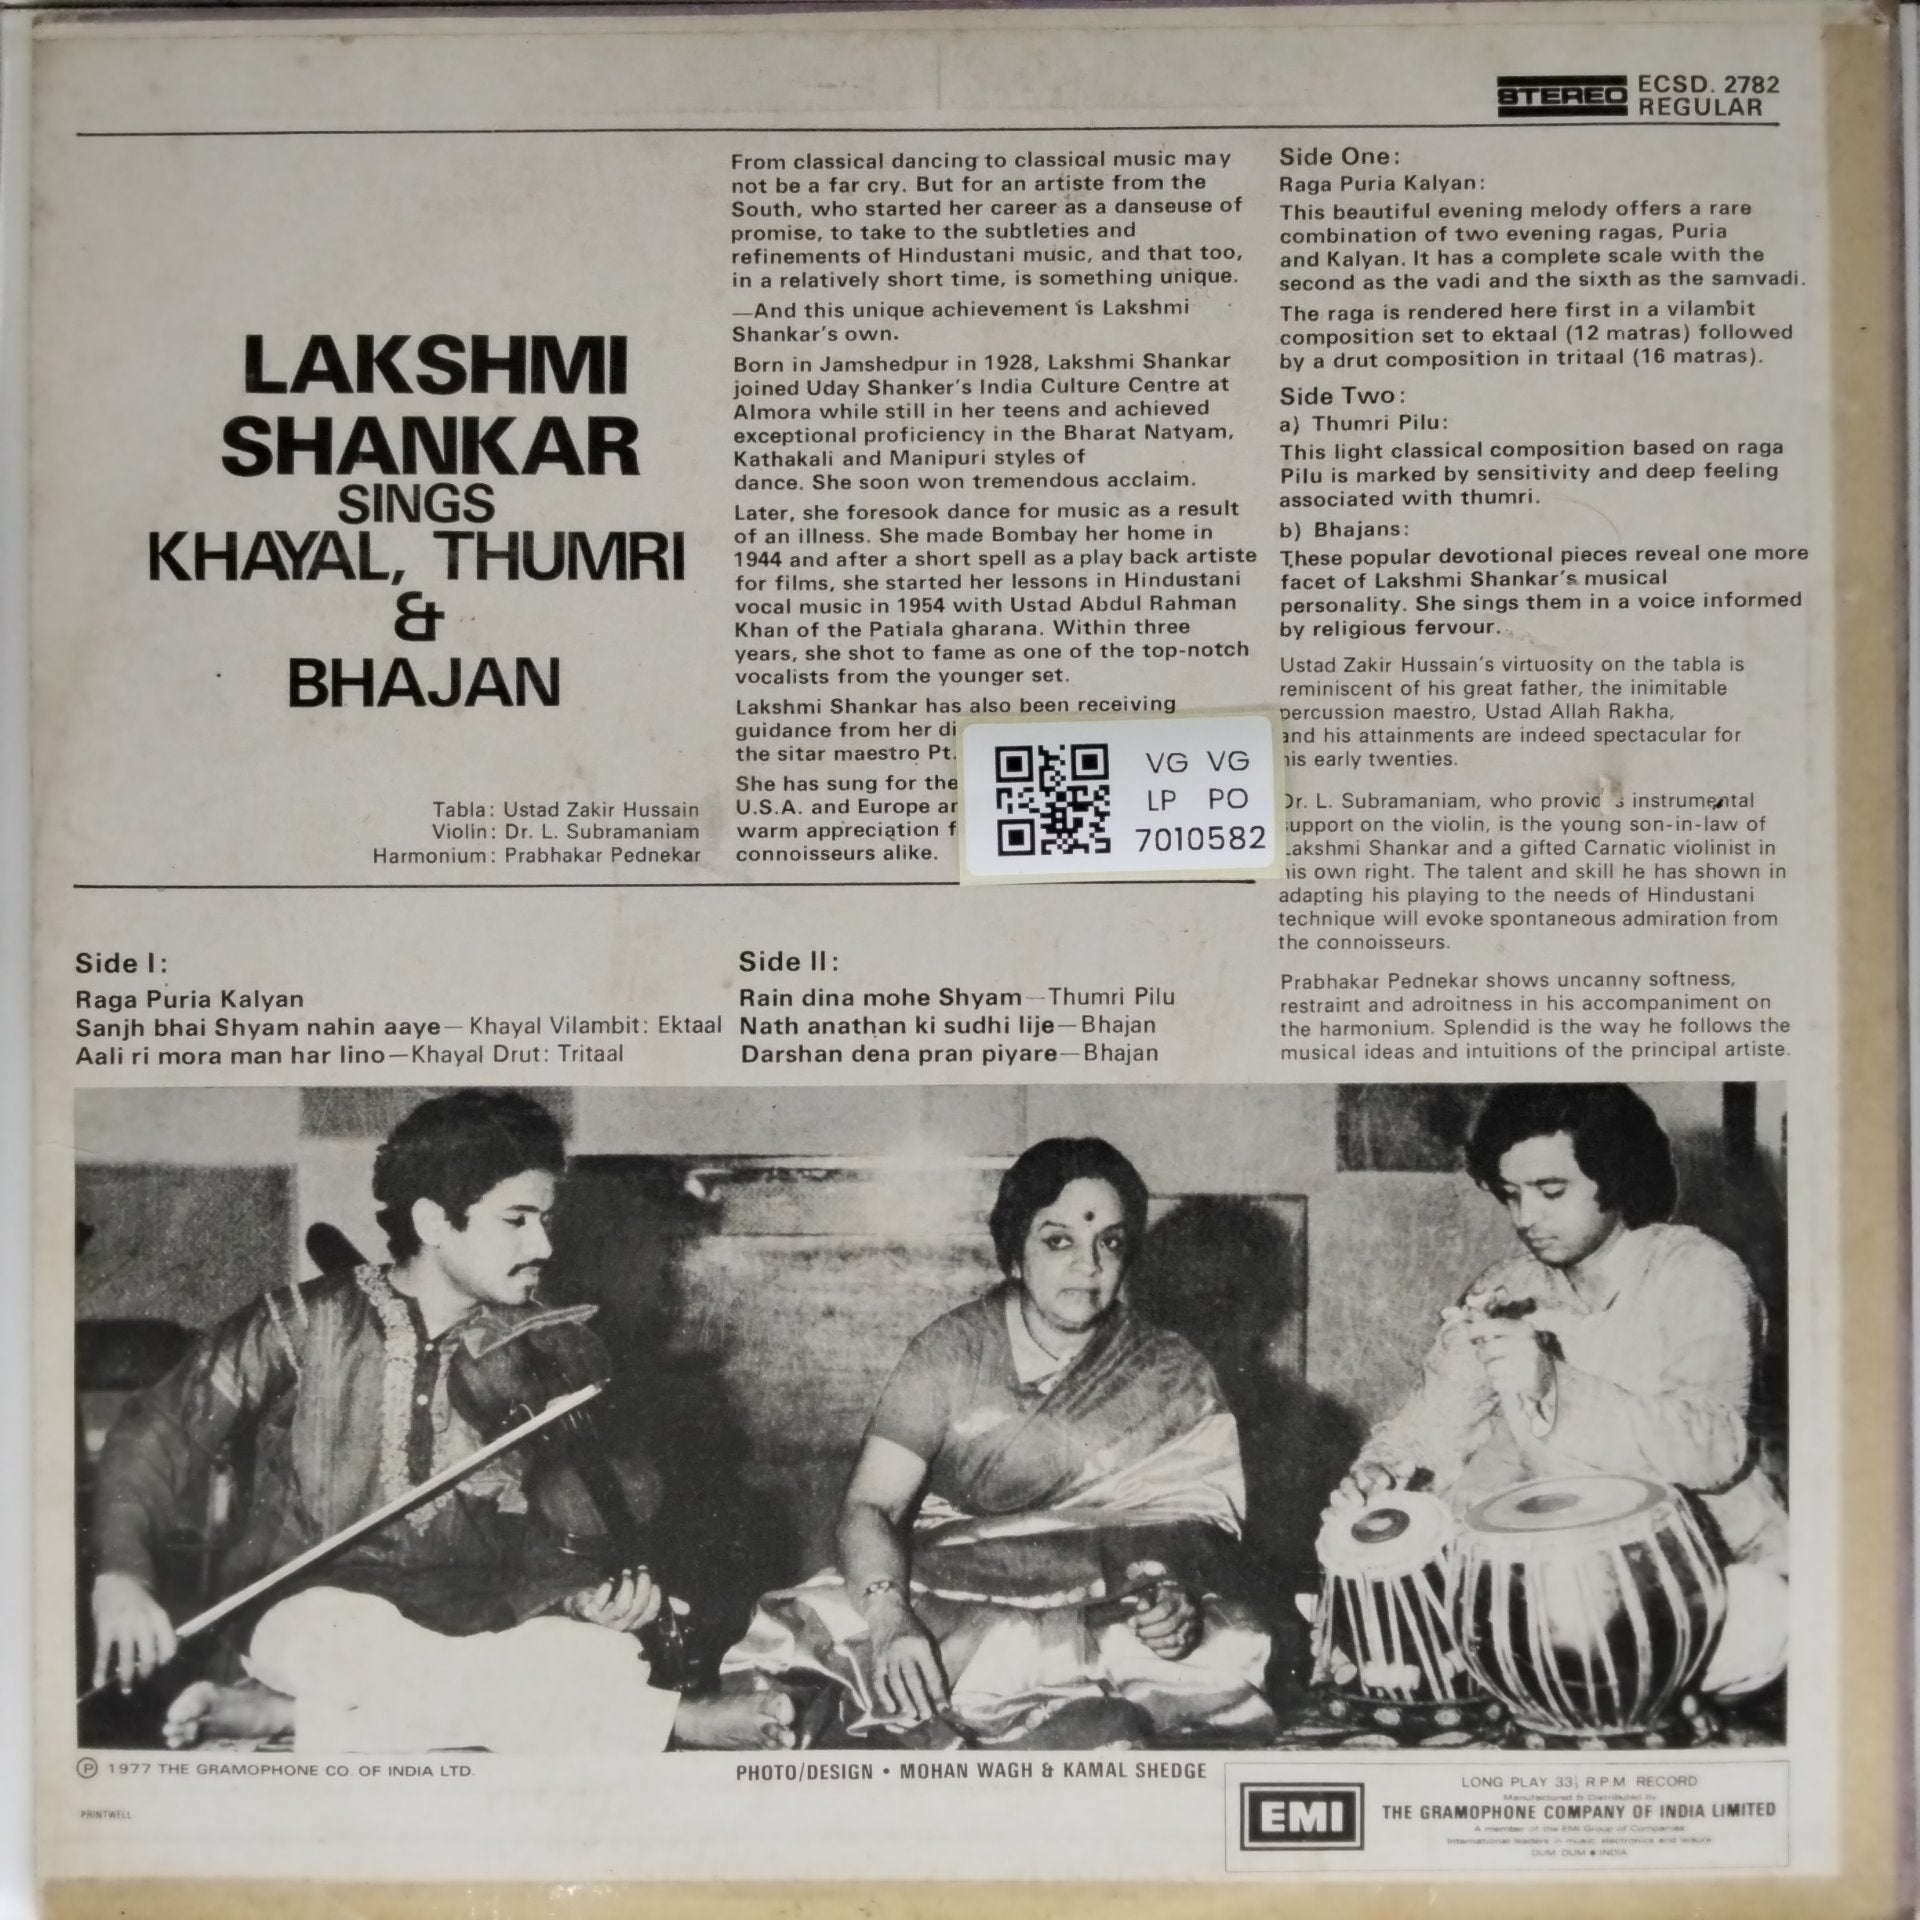 STEREO
ECSD. 2782
REGULAR
LAKSHMI
SHANKAR
SINGS
KHAYAL, THUMRI
&
BHAJAN
Tabla: Ustad Zakir Hussain
Violin: Dr. L. Subramaniam
Harmonium: Prabhakar Pednekar
From classical dancing to classical music may
not be a far cry. But for an artiste from the
South, who started her career as a danseuse of
promise, to take to the subtleties and
refinements of Hindustani music, and that too,
in a relatively short time, is something unique.
—And this unique achievement is Lakshmi
Shankar's own.
Born in Jamshedpur in 1928, Lakshmi Shankar
joined Uday Shanker's India Culture Centre at
Almora while still in her teens and achieved
exceptional proficiency in the Bharat Natyam,
Kathakali and Manipuri styles of
dance. She soon won tremendous acclaim.
Later, she foresook dance for music as a result
of an illness. She made Bombay her home in
1944 and after a short spell as a play back artiste
for films, she started her lessons in Hindustani
vocal music in 1954 with Ustad Abdul Rahman
Khan of the Patiala gharana. Within three
years, she shot to fame as one of the top-notch
vocalists from the younger set.
Lakshmi Shankar has also been receiving
guidance from her
the sitar maestro Pt.
She has sung for the
U.S.A. and Europe
warm appreciation
connoisseurs alike.
VG VG
LP PO
7010582
Side One:
Raga Puria Kalyan:
This beautiful evening melody offers a rare
combination of two evening ragas, Puria
and Kalyan. It has a complete scale with the
second as the vadi and the sixth as the samvadi.
The raga is rendered here first in a vilambit
composition set to ektaal (12 matras) followed
by a drut composition in tritaal (16 matras).
Side Two:
a) Thumri Pilu:
This light classical composition based on raga
Pilu is marked by sensitivity and deep feeling
associated with thumri.
b) Bhajans:
These popular devotional pieces reveal one more
facet of Lakshmi Shankar's musical
personality. She sings them in a voice informed
by religious fervour.
Ustad Zakir Hussain's virtuosity on the tabla is
reminiscent of his great father, the inimitable
percussion maestro, Ustad Allah Rakha,
and his attainments are indeed spectacular for
his early twenties.
Dr. L. Subramaniam, who provides instrumental
support on the violin, is the young son-in-law of
Lakshmi Shankar and a gifted Carnatic violinist in
his own right. The talent and skill he has shown in
adapting his playing to the needs of Hindustani
technique will evoke spontaneous admiration from
the connoisseurs.
Prabhakar Pednekar shows uncanny softness,
restraint and adroitness in his accompaniment on
the harmonium. Splendid is the way he follows the
musical ideas and intuitions of the principal artiste.
Side I:
Raga Puria Kalyan
Sanjh bhai Shyam nahin aaye—Khayal Vilambit: Ektaal
Aali ri mora man har lino—Khayal Drut: Tritaal
Side II:
Rain dina mohe Shyam—Thumri Pilu
Nath anathan ki sudhi lije—Bhajan
Darshan dena pran piyare—Bhajan
Ⓟ 1977 THE GRAMOPHONE CO. OF INDIA LTD.
PRINTWELL
PHOTO/DESIGN • MOHAN WAGH & KAMAL SHEDGE
EMI
LONG PLAY 33⅓ R.P.M RECORD
Manufactured & Distributed by
THE GRAMOPHONE COMPANY OF INDIA LIMITED
A member of the EMI Group of Companies
International leaders in music, electronics and leisure
DUM DUM • INDIA